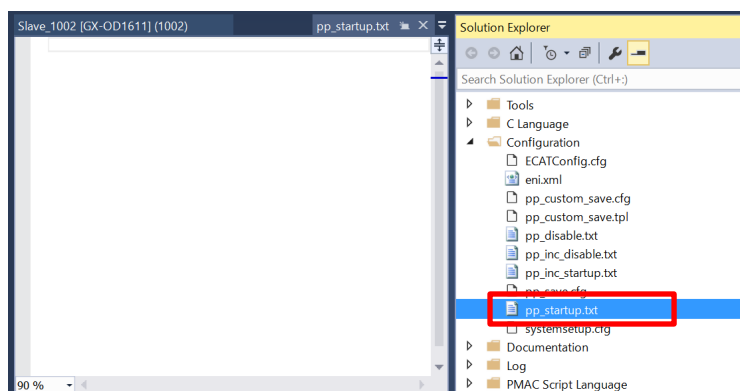 Slave_1002 [GX-OD1611] (1002)
pp_startup.txt
Solution Explorer
Search Solution Explorer (Ctrl+:)
Tools
C Language
Configuration
ECATConfig.cfg
eni.xml
pp_custom_save.cfg
pp_custom_save.tpl
pp_disable.txt
pp_inc_disable.txt
pp_inc_startup.txt
pp_save.cfg
pp_startup.txt
systemsetup.cfg
Documentation
Log
PMAC Script Language
90 %